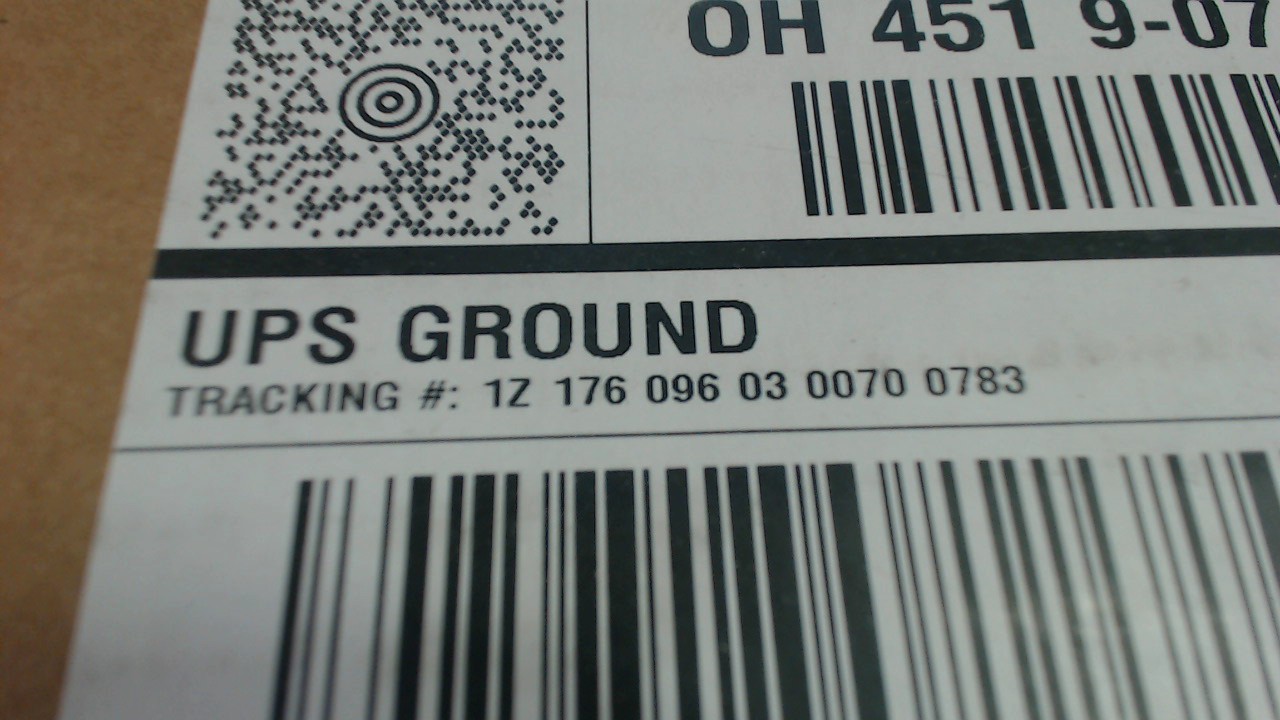 OH 451 9-07
UPS GROUND
TRACKING #: 1Z 176 096 03 0070 0783